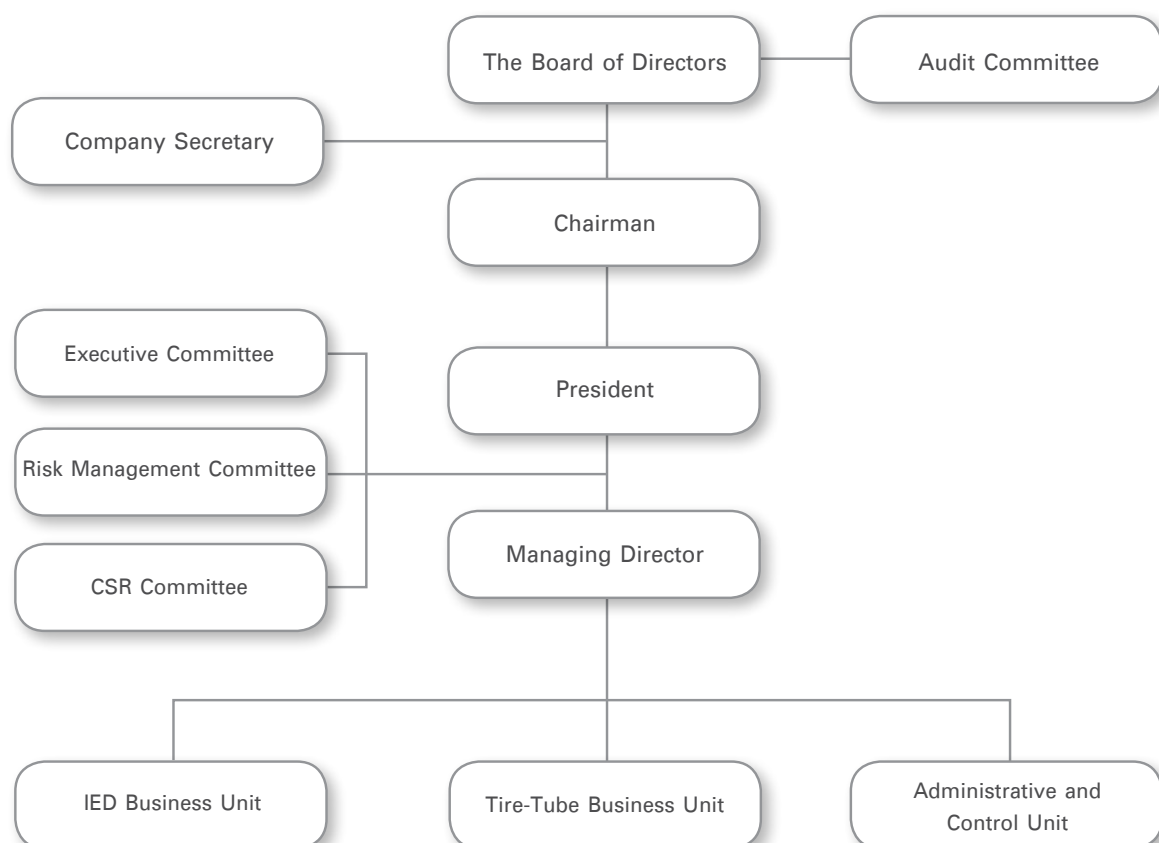 The Board of Directors
Audit Committee
Company Secretary
Chairman
Executive Committee
President
Risk Management Committee
Managing Director
CSR Committee
IED Business Unit
Tire-Tube Business Unit
Administrative and
Control Unit